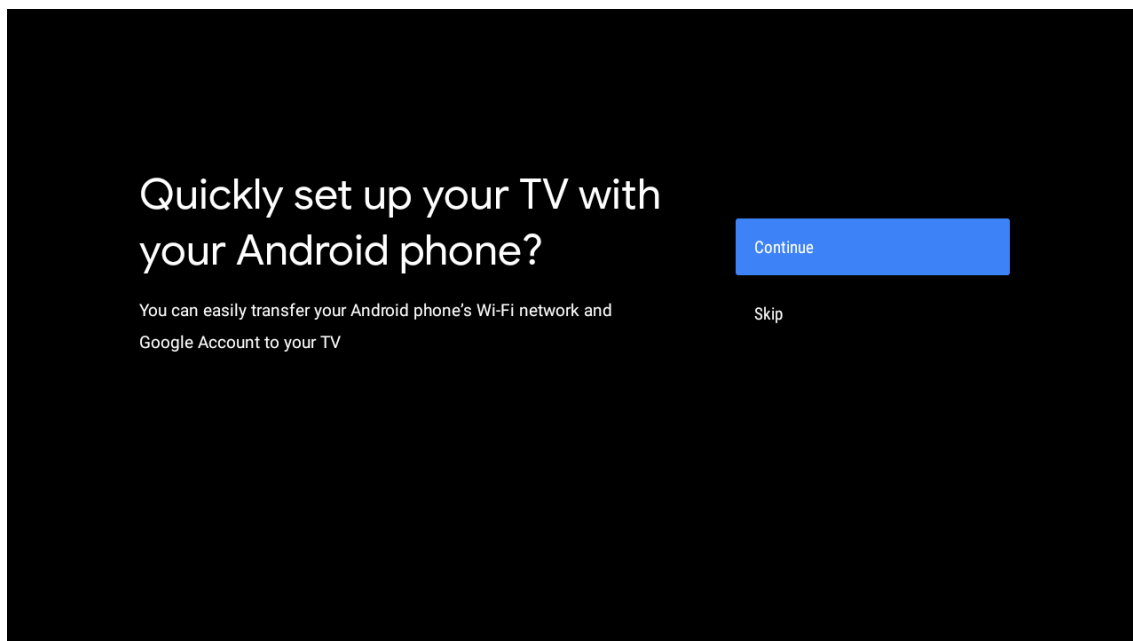 Quickly set up your TV with
your Android phone?
You can easily transfer your Android phone’s Wi-Fi network and
Google Account to your TV
Continue
Skip